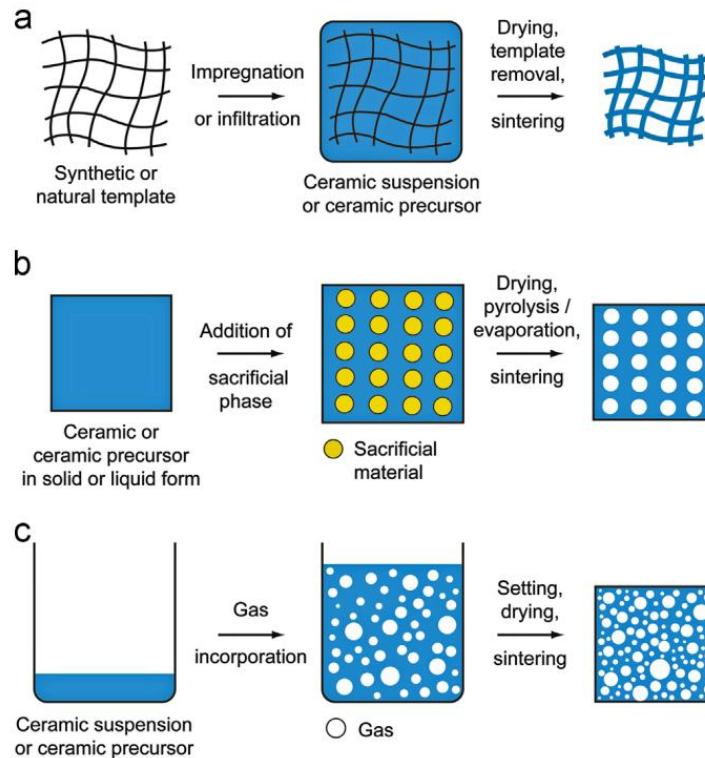 a
Synthetic or
natural template
Impregnation
or infiltration
Ceramic suspension
or ceramic precursor
Drying,
template
removal,
sintering
b
Ceramic or
ceramic precursor
in solid or liquid form
Addition of
sacrificial
phase
Sacrificial
material
Drying,
pyrolysis /
evaporation,
sintering
c
Ceramic suspension
or ceramic precursor
Gas
incorporation
Gas
Setting,
drying,
sintering